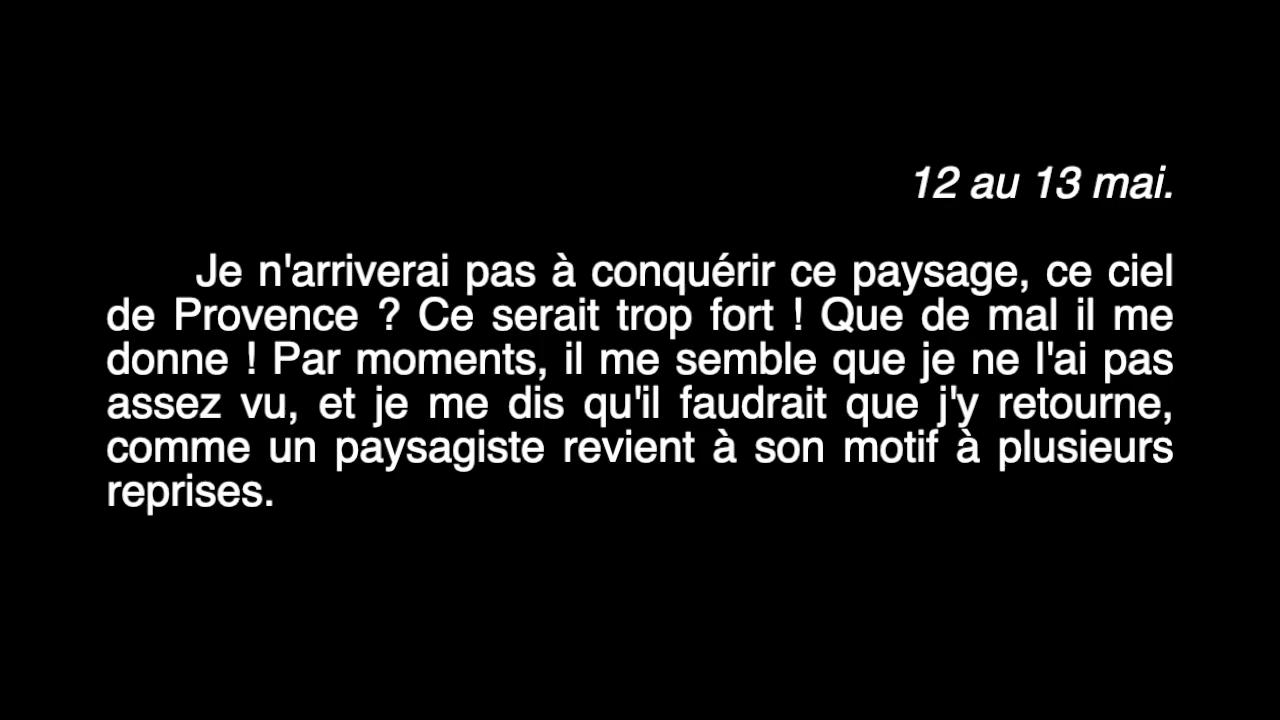 12 au 13 mai.
Je n'arriverai pas à conquérir ce paysage, ce ciel
de Provence ? Ce serait trop fort ! Que de mal il me
donne ! Par moments, il me semble que je ne l'ai pas
assez vu, et je me dis qu'il faudrait que j'y retourne,
comme un paysagiste revient à son motif à plusieurs
reprises.